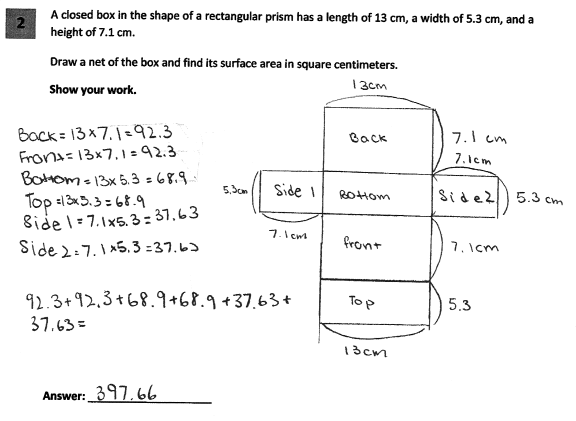 2
A closed box in the shape of a rectangular prism has a length of 13 cm, a width of 5.3 cm, and a
height of 7.1 cm.
Draw a net of the box and find its surface area in square centimeters.
Show your work.
13cm
Back = 13×7.1=92.3
Front= 13×7.1=92.3
Bottom = 13×5.3 = 68.9
Top =13×5.3=68.9
Side 1 = 7.1×5.3=37.63
Side 2=7.1×5.3=37.63
92.3+92.3+68.9+68.9+37.63+
37.63=
Back
7.1 cm
7.1cm
5.3cm
Side 1
Bottom
Side2
5.3 cm
7.1cm
front
7.1cm
Top
5.3
13cm
Answer: 397.66